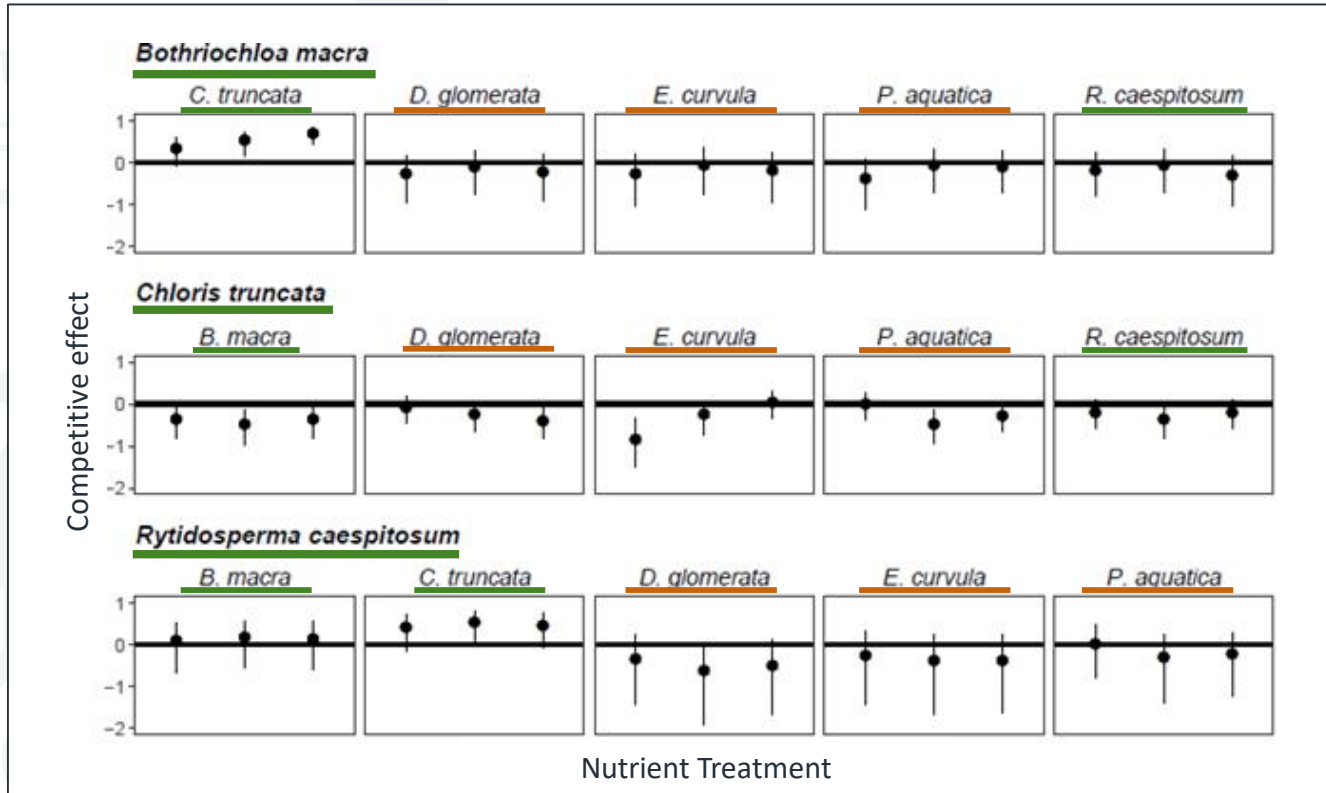 Bothriochloa macra
C. truncata D. glomerata E. curvula P. aquatica R. caespitosum
1
0
−1
−2
Chloris truncata
B. macra D. glomerata E. curvula P. aquatica R. caespitosum
1
0
−1
−2
Competitive effect
Rytidosperma caespitosum
B. macra C. truncata D. glomerata E. curvula P. aquatica
1
0
−1
−2
Nutrient Treatment